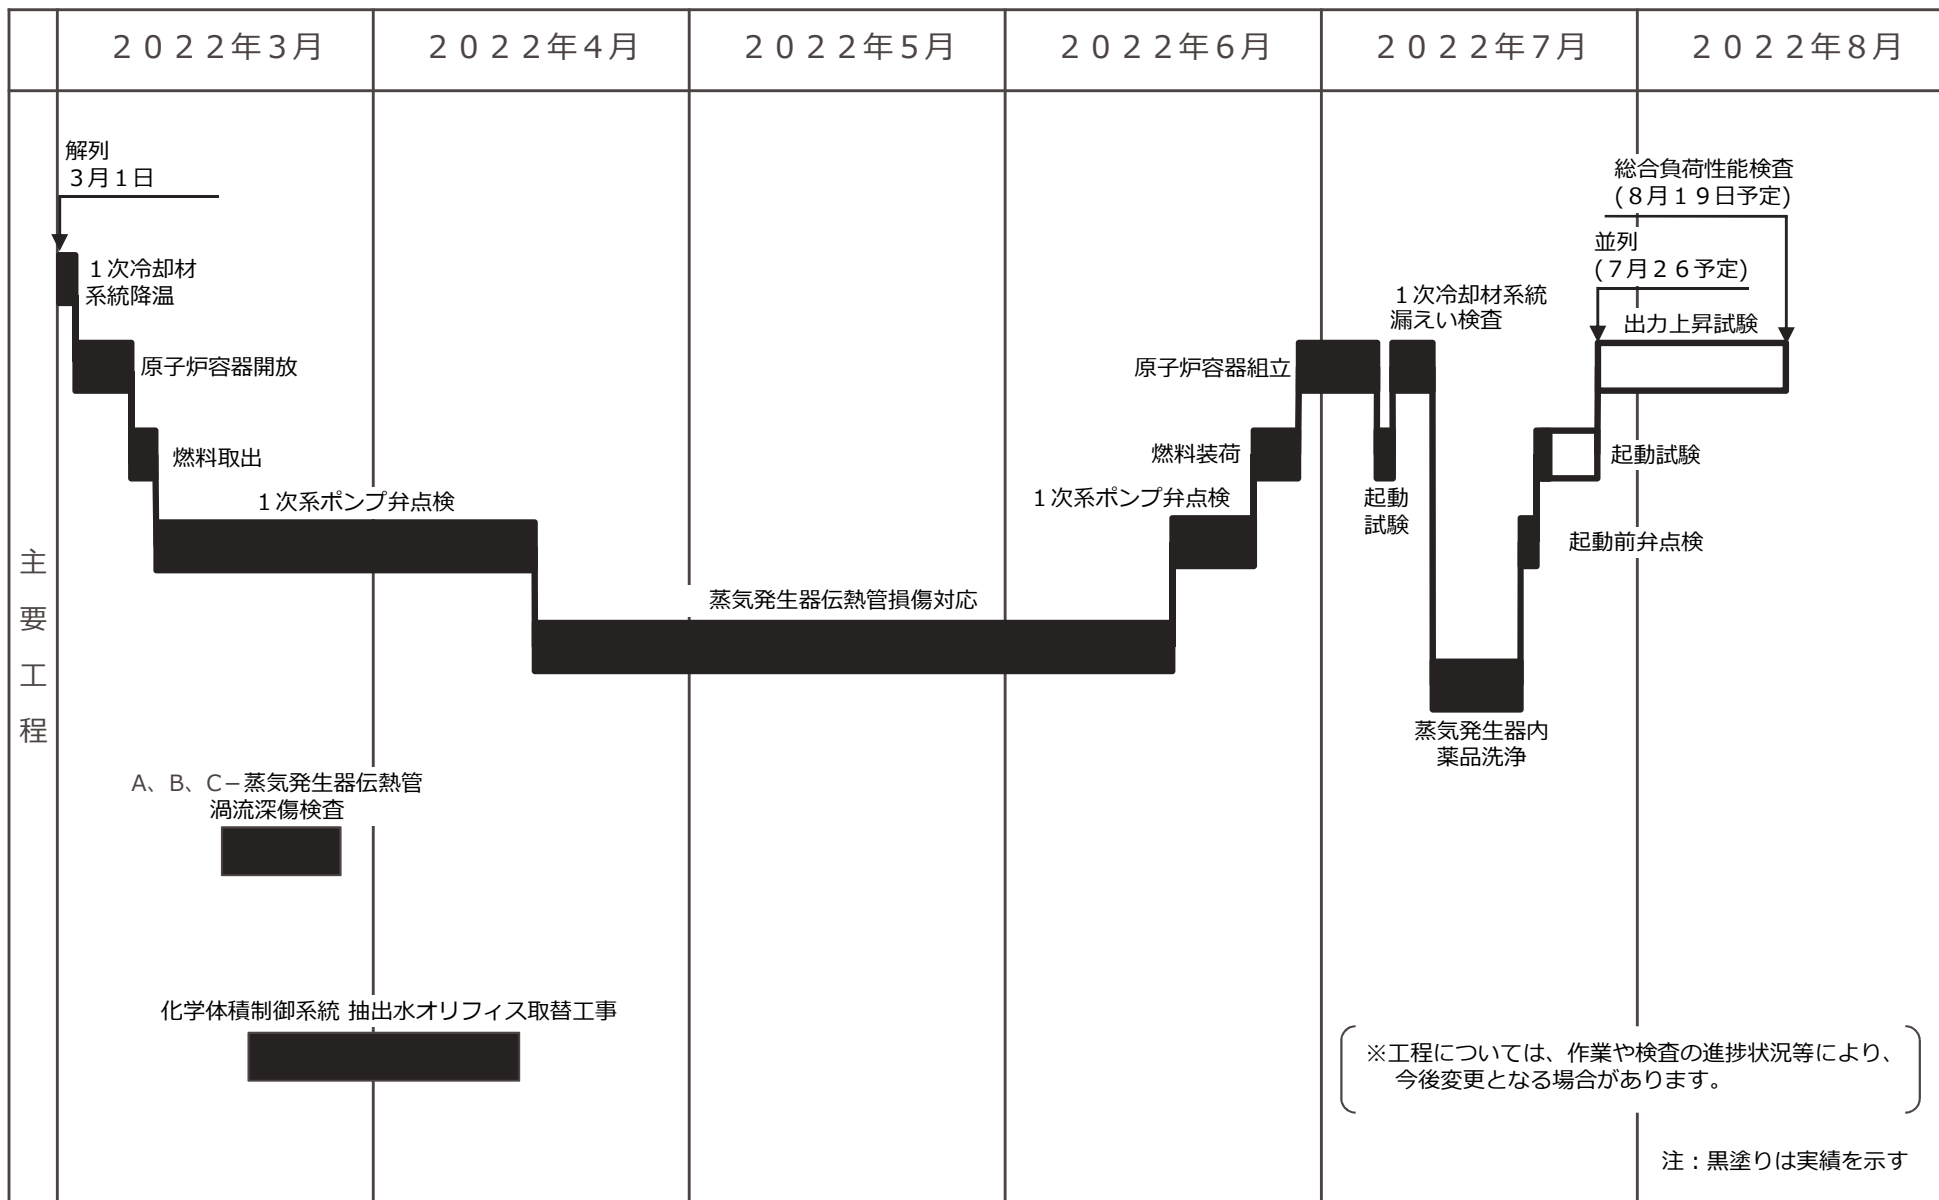 ２０２２年３月
２０２２年４月
２０２２年５月
２０２２年６月
２０２２年７月
２０２２年８月
主要工程
解列
３月１日
１次冷却材
系統降温
原子炉容器開放
燃料取出
１次系ポンプ弁点検
蒸気発生器伝熱管損傷対応
１次系ポンプ弁点検
燃料装荷
原子炉容器組立
起動
試験
１次冷却材系統
漏えい検査
蒸気発生器内
薬品洗浄
起動前弁点検
起動試験
並列
(７月２６予定)
出力上昇試験
総合負荷性能検査
(８月１９日予定)
A、B、C－蒸気発生器伝熱管
渦流深傷検査
化学体積制御系統 抽出水オリフィス取替工事
※工程については、作業や検査の進捗状況等により、
今後変更となる場合があります。
注：黒塗りは実績を示す